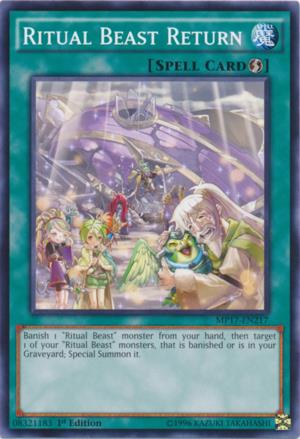 RITUAL BEAST RETURN
[SPELL CARD]
MP17-EN217
Banish 1 "Ritual Beast" monster from your hand, then target
1 of your "Ritual Beast" monsters, that is banished or is in your
Graveyard; Special Summon it.
08321183 1st Edition ©1996 KAZUKI TAKAHASHI